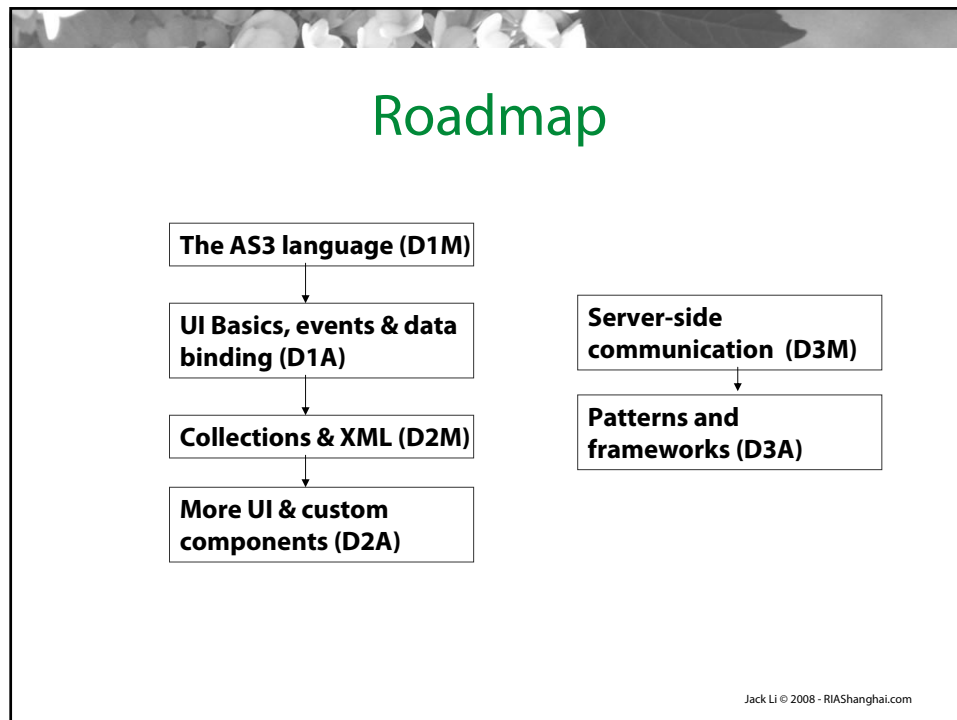 Roadmap
The AS3 language (D1M)
UI Basics, events & data
binding (D1A)
Collections & XML (D2M)
More UI & custom
components (D2A)
Server-side
communication (D3M)
Patterns and
frameworks (D3A)
Jack Li © 2008 - RIAShanghai.com